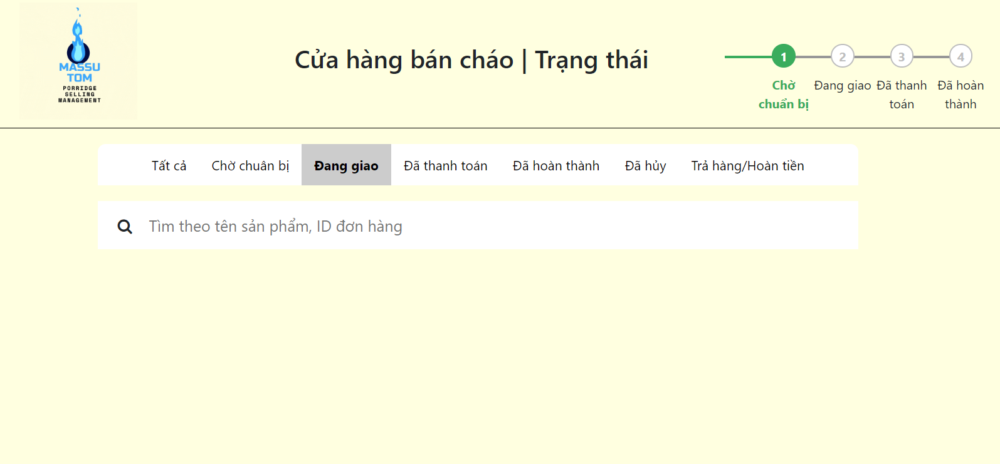 MASSU
TOM
PORRIDGE
SELLING
MANAGEMENT
Cửa hàng bán cháo | Trạng thái
1 2 3 4
Chờ chuẩn bị
Đang giao
Đã thanh toán
Đã hoàn thành
Tất cả Chờ chuân bị Đang giao Đã thanh toán Đã hoàn thành Đã hủy Trả hàng/Hoàn tiền
Tìm theo tên sản phẩm, ID đơn hàng